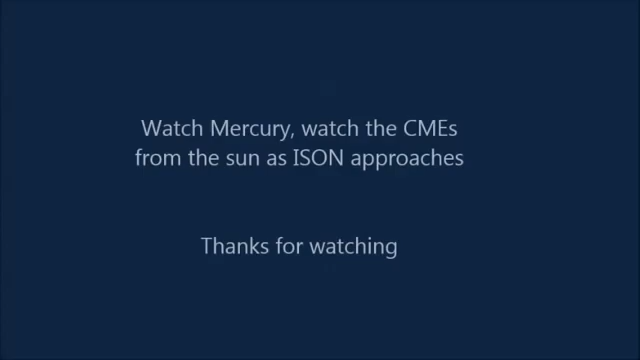 Watch Mercury, watch the CMEs
from the sun as ISON approaches
Thanks for watching